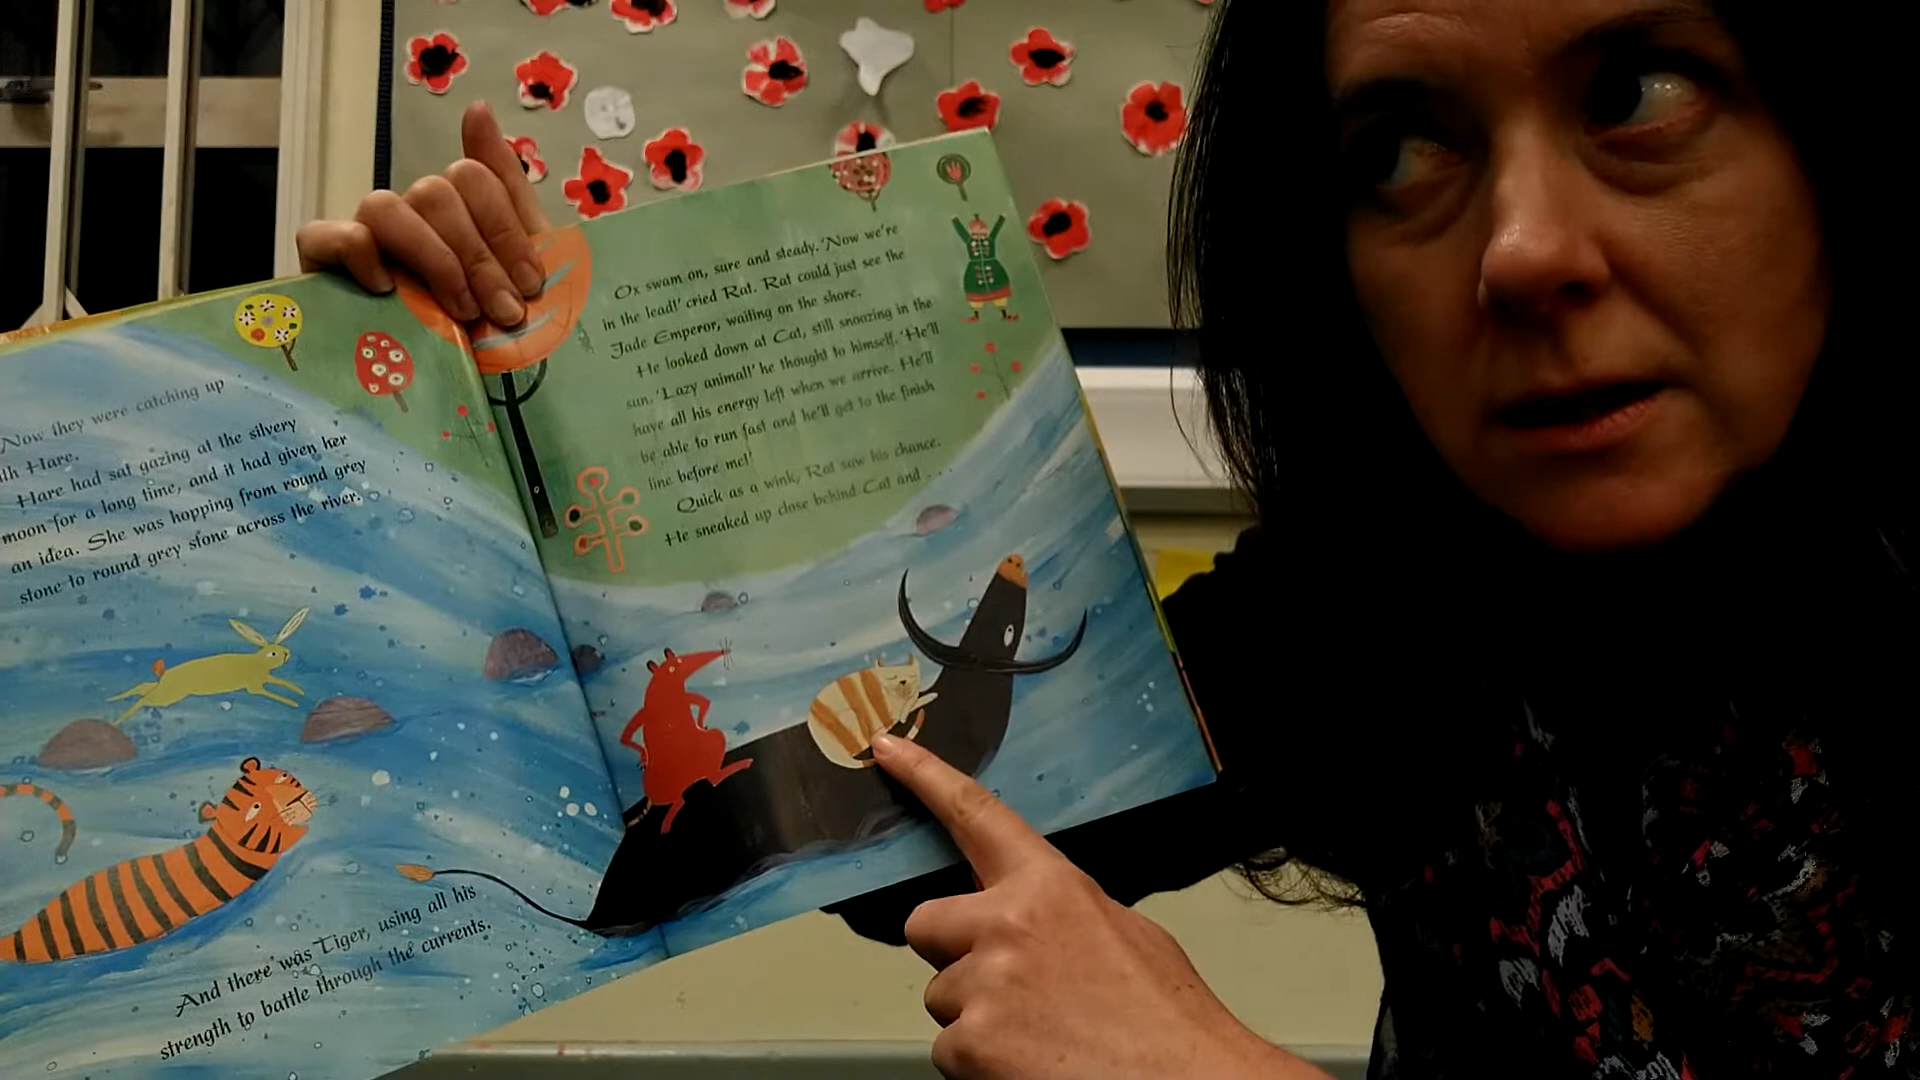 Now they were catching up
Hare.
Hare had sat gazing at the silvery
moon for a long time, and it had given her
an idea. She was hopping from round grey
stone to round grey stone across the river.
And there was Tiger, using all his
strength to battle through the currents.
Ox swam on, sure and steady. 'Now we're
in the lead!' cried Rat. Rat could just see the
Jade Emperor, waiting on the shore.
He looked down at Cat, still snoozing in the
sun. 'Lazy animal!' he thought to himself. 'He'll
have all his energy left when we arrive. He'll
be able to run fast and he'll get to the finish
line before me!'
Quick as a wink, Rat saw his chance.
He sneaked up close behind Cat and . .